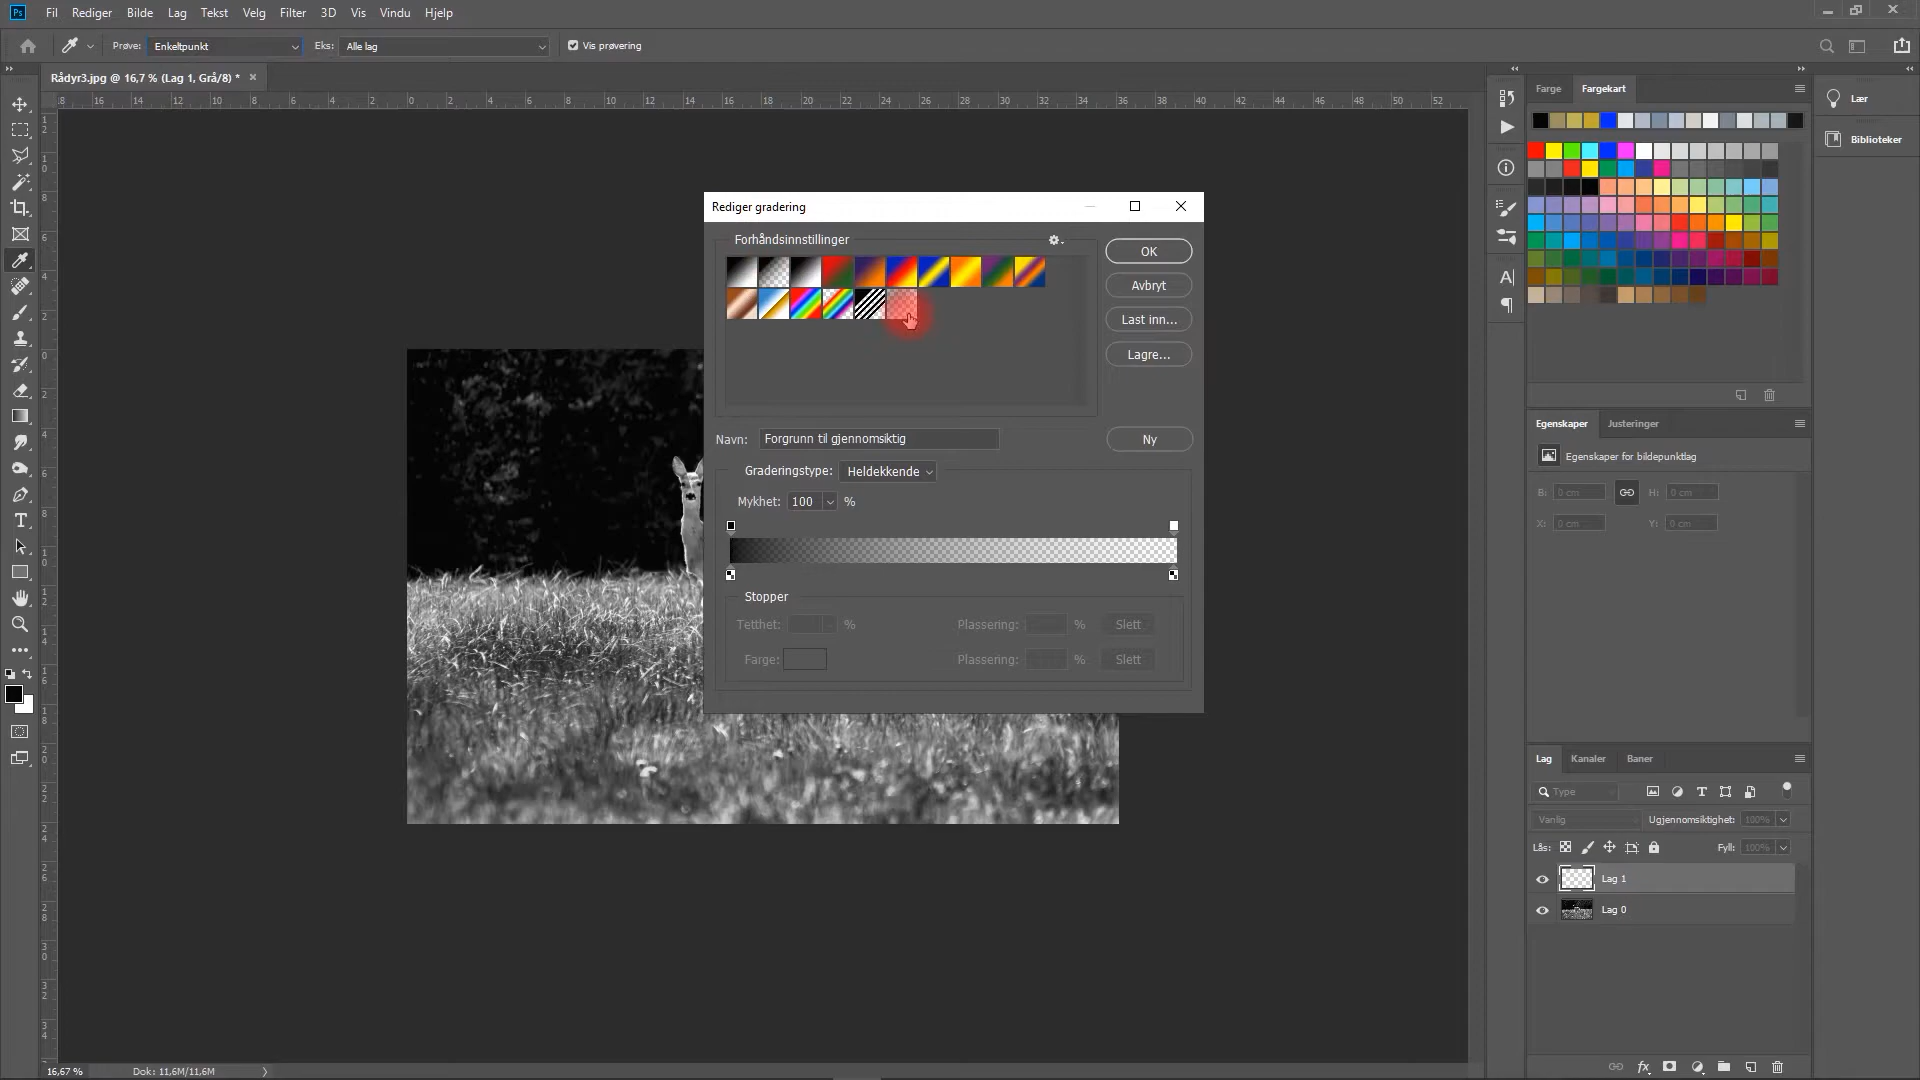 Ps Fil Rediger Bilde Lag Tekst Velg Filter 3D Vis Vindu Hjelp
Prøve: Enkeltpunkt Eks: Alle lag Vis prøvering
Rådyr3.jpg @ 16,7 % (Lag 1, Grå/8) *
Farge Fargekart
Lær
Biblioteker
Rediger gradering
Forhåndsinnstillinger
OK
Avbryt
Last inn...
Lagre...
Navn: Forgrunn til gjennomsiktig Ny
Graderingstype: Heldekkende
Mykhet: 100 %
Stopper
Tetthet: % Plassering: % Slett
Farge: Plassering: % Slett
Egenskaper Justeringer
Egenskaper for bildepunktlag
B: 0 cm H: 0 cm
X: 0 cm Y: 0 cm
Lag Kanaler Baner
Type
Vanlig Ugjennomsiktighet: 100%
Lås: Fyll: 100%
Lag 1
Lag 0
fx
16,67 % Dok: 11,6M/11,6M